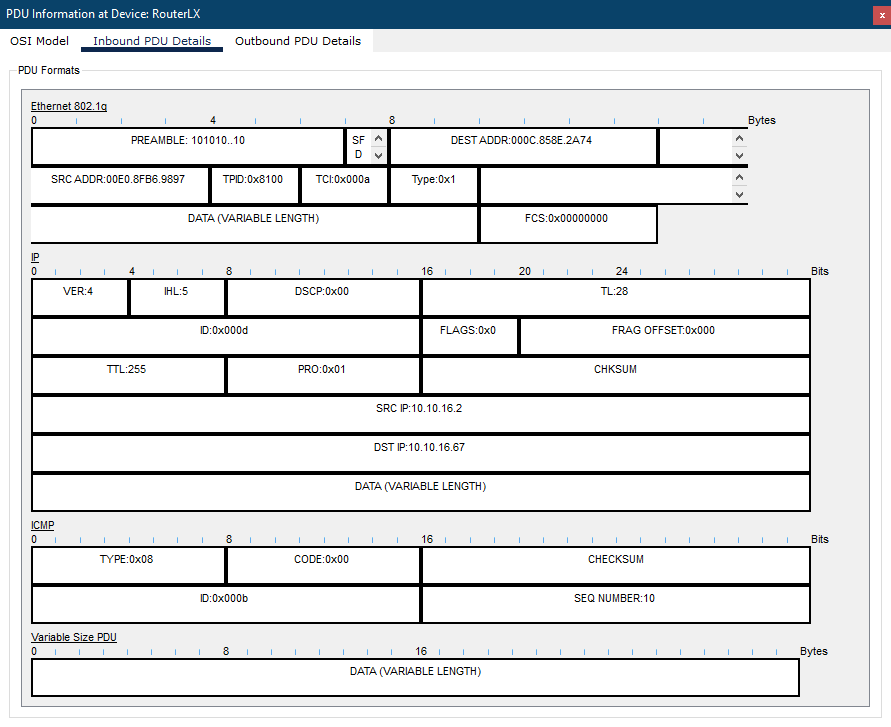 PDU Information at Device: RouterLX
x
OSI Model Inbound PDU Details Outbound PDU Details
PDU Formats
Ethernet 802.1q
0 4 8 Bytes
PREAMBLE: 101010..10 SF D DEST ADDR:000C.858E.2A74
SRC ADDR:00E0.8FB6.9897 TPID:0x8100 TCI:0x000a Type:0x1
DATA (VARIABLE LENGTH) FCS:0x00000000
IP
0 4 8 16 20 24 Bits
VER:4 IHL:5 DSCP:0x00 TL:28
ID:0x000d FLAGS:0x0 FRAG OFFSET:0x000
TTL:255 PRO:0x01 CHKSUM
SRC IP:10.10.16.2
DST IP:10.10.16.67
DATA (VARIABLE LENGTH)
ICMP
0 8 16 Bits
TYPE:0x08 CODE:0x00 CHECKSUM
ID:0x000b SEQ NUMBER:10
Variable Size PDU
0 8 16 Bytes
DATA (VARIABLE LENGTH)